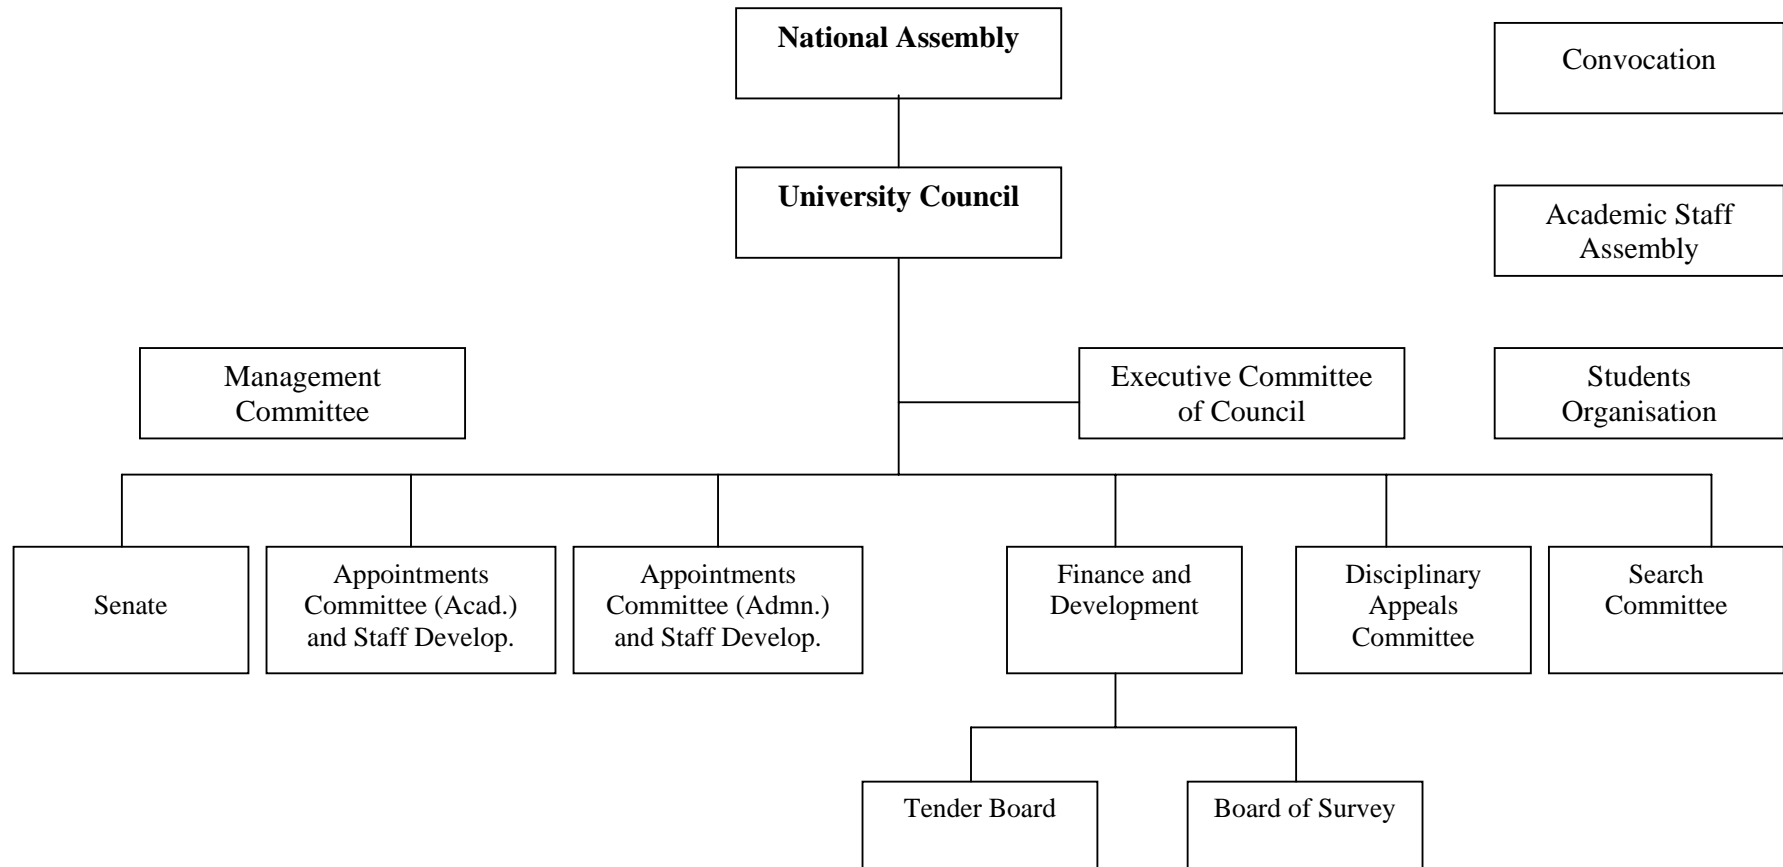 National Assembly
Convocation
University Council
Academic Staff
Assembly
Management
Committee
Executive Committee
of Council
Students
Organisation
Senate
Appointments
Committee (Acad.)
and Staff Develop.
Appointments
Committee (Admn.)
and Staff Develop.
Finance and
Development
Disciplinary
Appeals
Committee
Search
Committee
Tender Board
Board of Survey